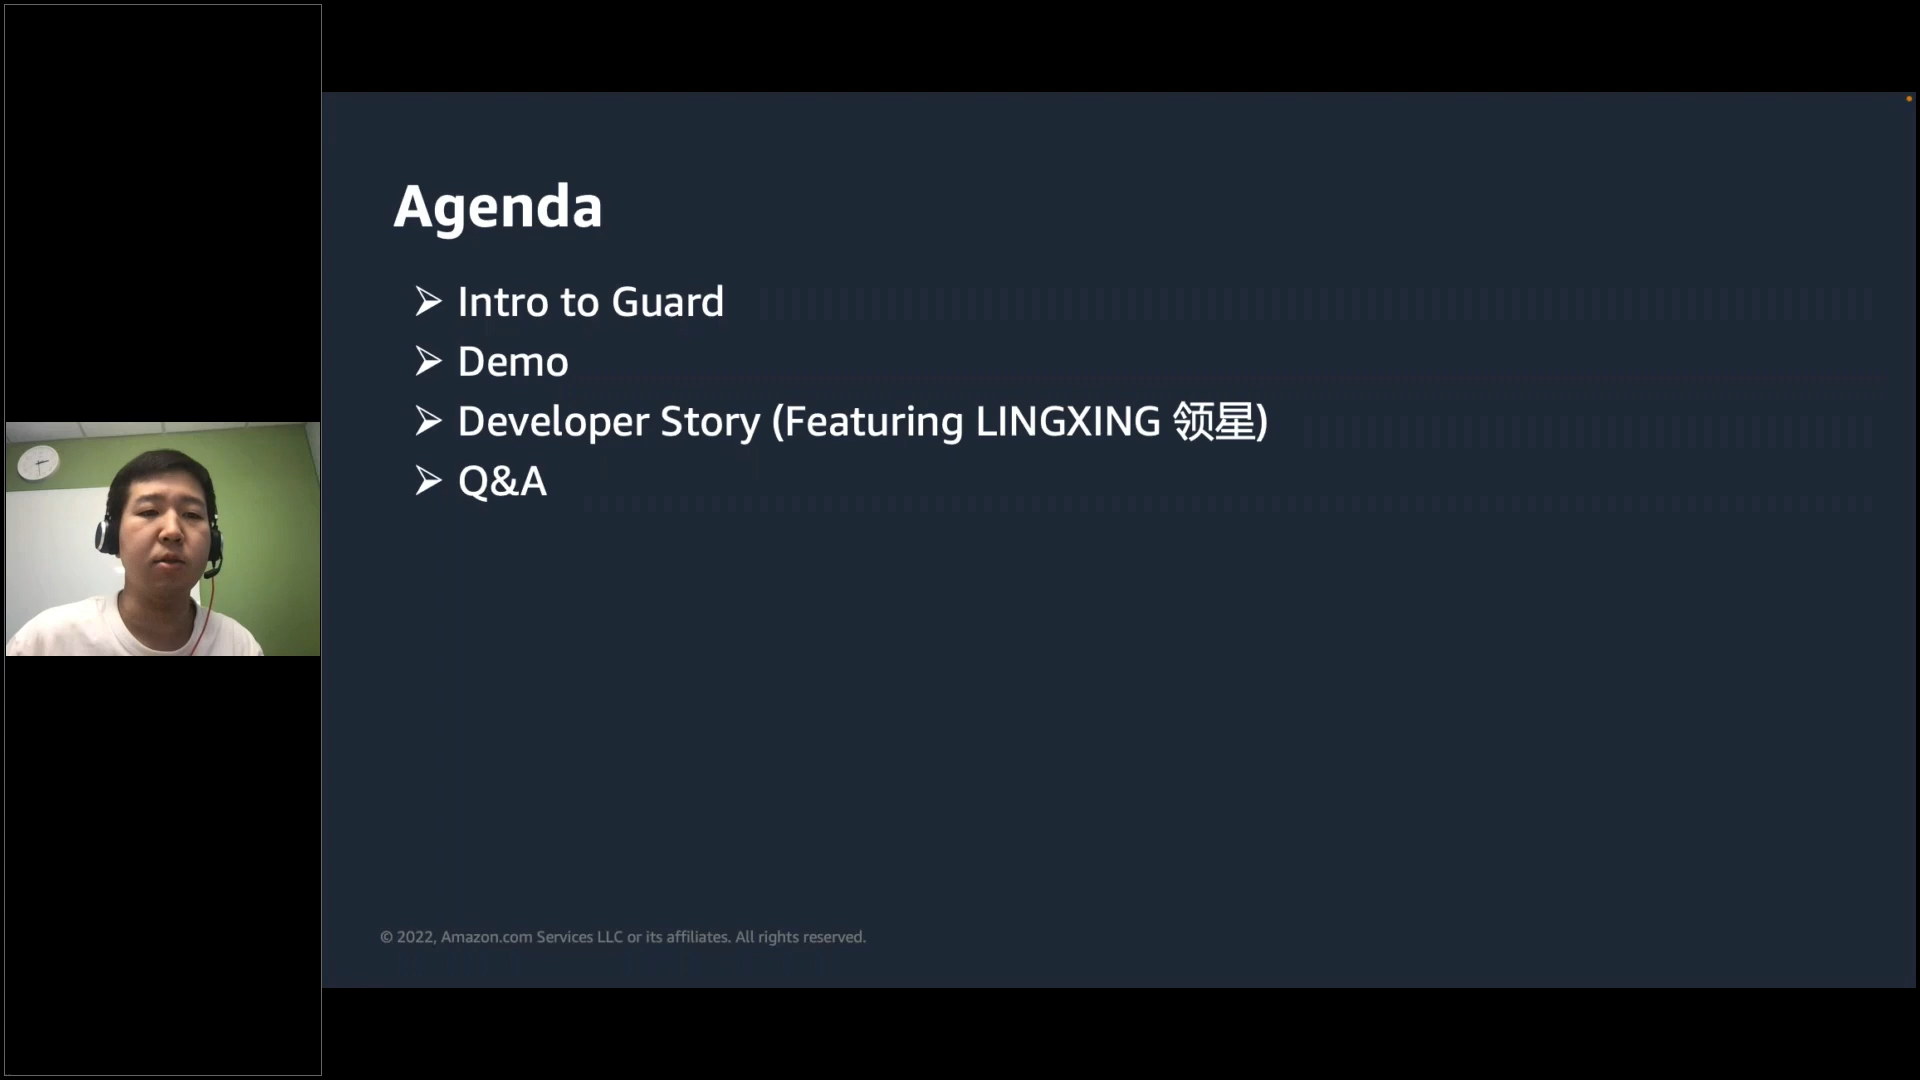 Agenda
➢ Intro to Guard
➢ Demo
➢ Developer Story (Featuring LINGXING 领星)
➢ Q&A
© 2022, Amazon.com Services LLC or its affiliates. All rights reserved.